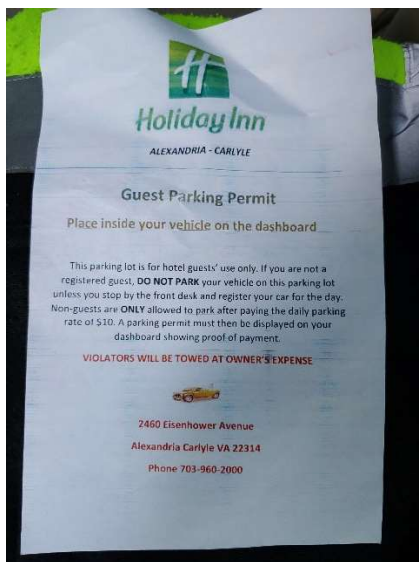 H
Holiday Inn
ALEXANDRIA - CARLYLE
Guest Parking Permit
Place inside your vehicle on the dashboard
This parking lot is for hotel guests' use only. If you are not a
registered guest, DO NOT PARK your vehicle on this parking lot
unless you stop by the front desk and register your car for the day.
Non-guests are ONLY allowed to park after paying the daily parking
rate of $10. A parking permit must then be displayed on your
dashboard showing proof of payment.
VIOLATORS WILL BE TOWED AT OWNER'S EXPENSE
2460 Eisenhower Avenue
Alexandria Carlyle VA 22314
Phone 703-960-2000